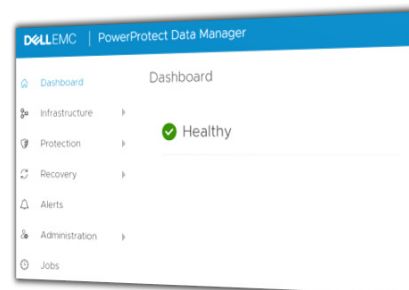 DELLEMC | PowerProtect Data Manager
Dashboard
Dashboard
Healthy
Infrastructure
Protection
Recovery
Alerts
Administration
Jobs